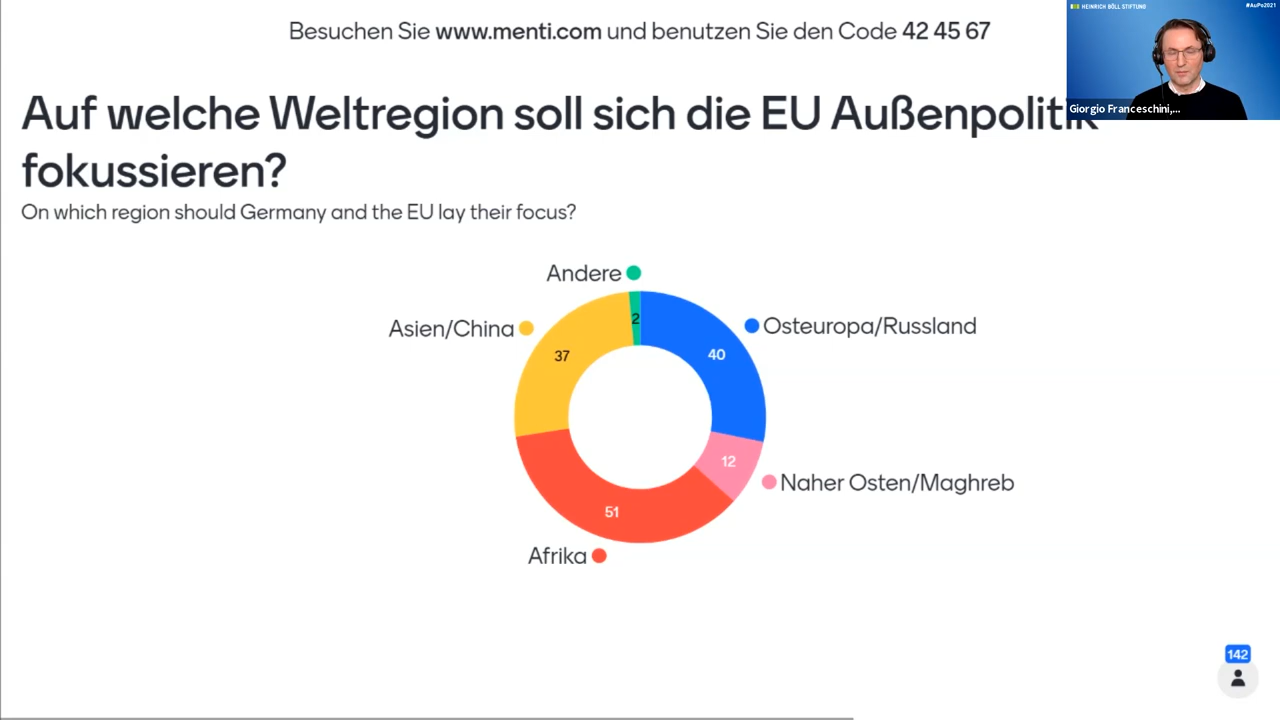 Besuchen Sie www.menti.com und benutzen Sie den Code 42 45 67
HEINRICH BÖLL STIFTUNG
#AuPo2021
Giorgio Franceschini,...
Auf welche Weltregion soll sich die EU Außenpolitik
fokussieren?
On which region should Germany and the EU lay their focus?
Andere
2
Asien/China
37
Osteuropa/Russland
40
12
Naher Osten/Maghreb
51
Afrika
142